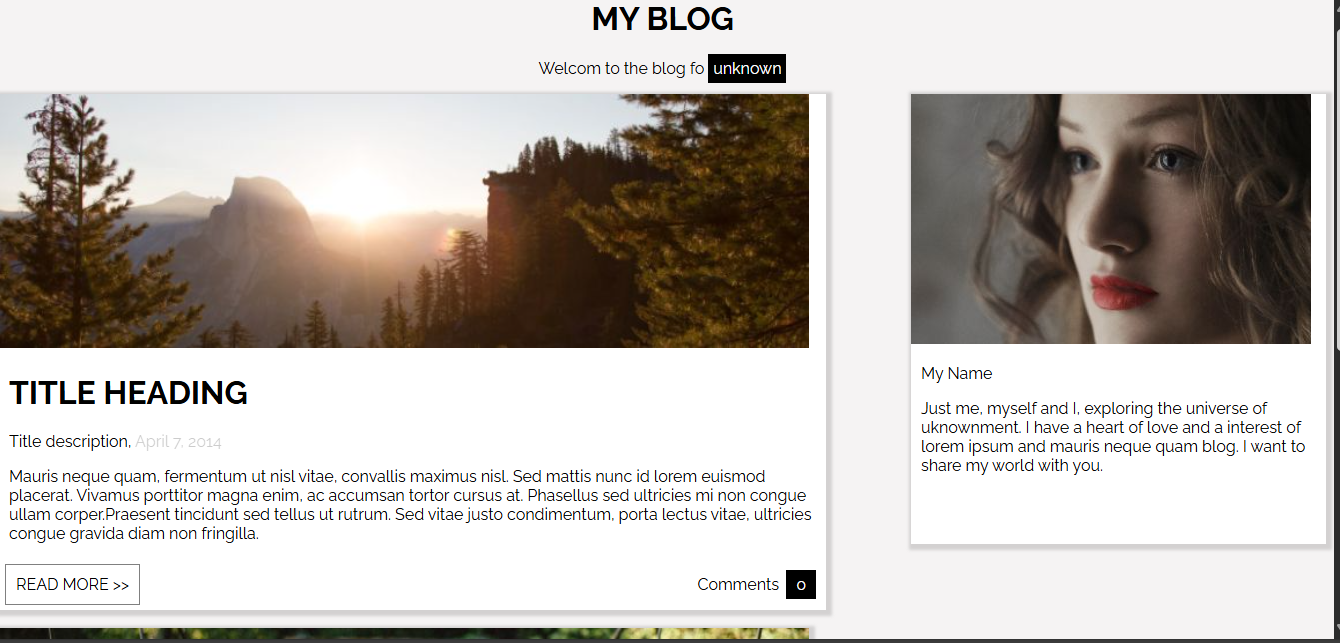 MY BLOG
Welcom to the blog fo unknown
TITLE HEADING
Title description, April 7, 2014
Mauris neque quam, fermentum ut nisl vitae, convallis maximus nisl. Sed mattis nunc id lorem euismod
placerat. Vivamus porttitor magna enim, ac accumsan tortor cursus at. Phasellus sed ultricies mi non congue
ullam corper.Praesent tincidunt sed tellus ut rutrum. Sed vitae justo condimentum, porta lectus vitae, ultricies
congue gravida diam non fringilla.
READ MORE >>
Comments 0
My Name
Just me, myself and I, exploring the universe of
uknownment. I have a heart of love and a interest of
lorem ipsum and mauris neque quam blog. I want to
share my world with you.